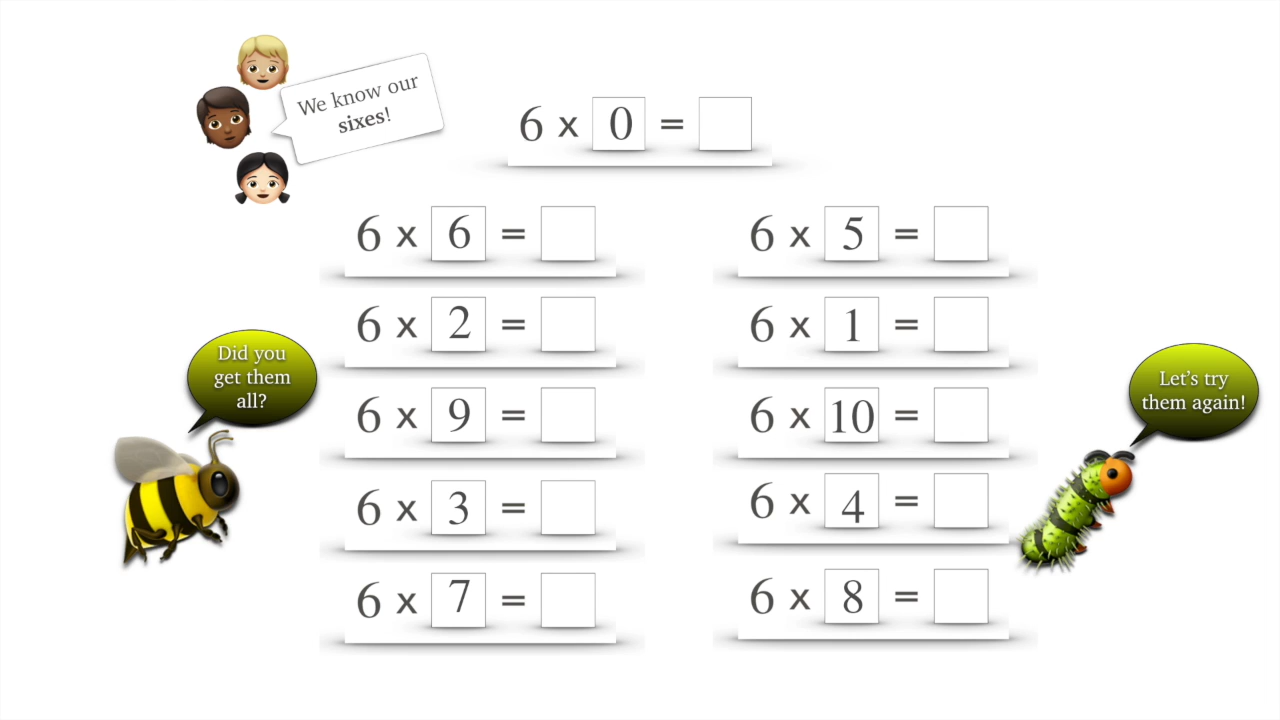 We know our
sixes!
6 x 0 =
6 x 6 =
6 x 5 =
6 x 2 =
6 x 1 =
Did you
get them
all?
6 x 9 =
6 x 10 =
Let’s try
them again!
6 x 3 =
6 x 4 =
6 x 7 =
6 x 8 =